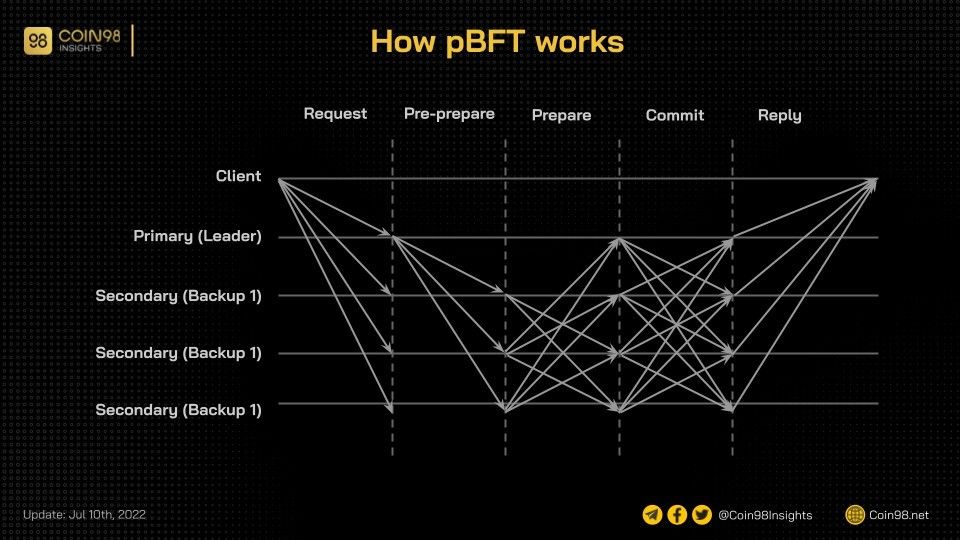 98
COIN98
INSIGHTS
How pBFT works
Request Pre-prepare Prepare Commit Reply
Client
Primary (Leader)
Secondary (Backup 1)
Secondary (Backup 1)
Secondary (Backup 1)
Update: Jul 10th, 2022
@Coin98Insights
Coin98.net